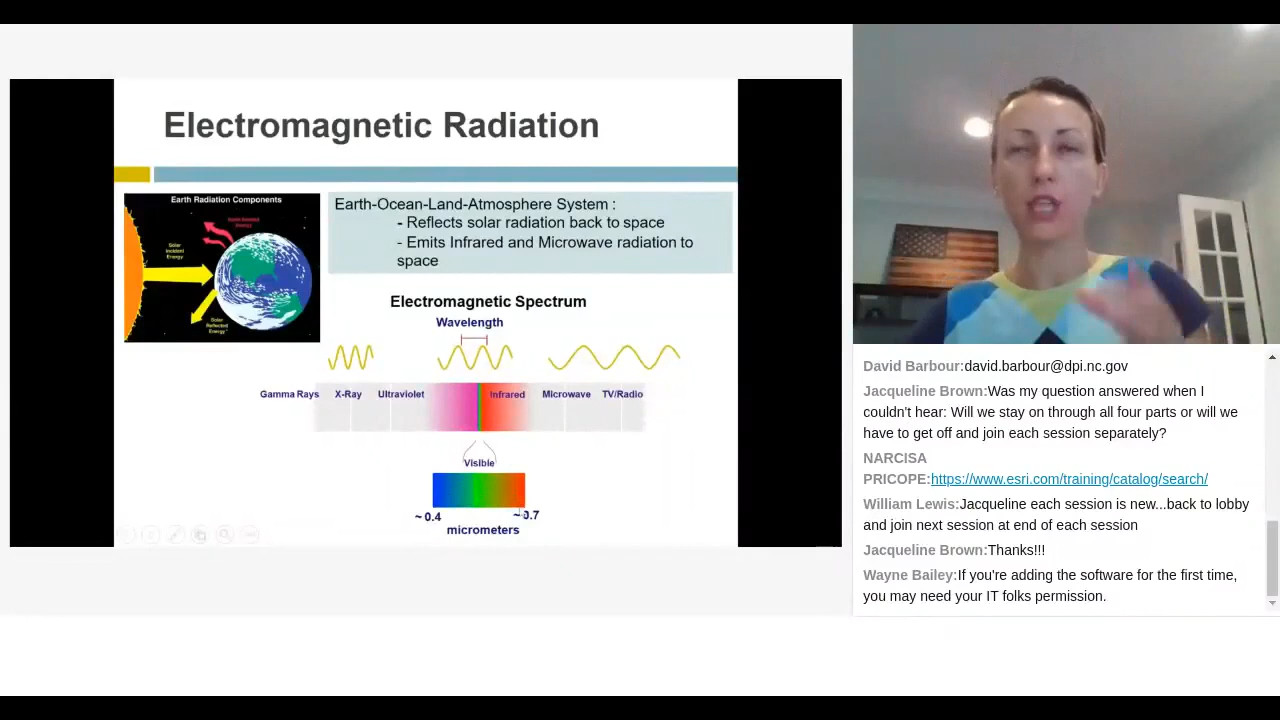 Electromagnetic Radiation
Earth Radiation Components
Solar
Incident
Energy
Solar
Reflected
Energy
Earth-Ocean-Land-Atmosphere System :
- Reflects solar radiation back to space
- Emits Infrared and Microwave radiation to
space
Electromagnetic Spectrum
Wavelength
Gamma Rays X-Ray Ultraviolet Infrared Microwave TV/Radio
Visible
~ 0.4 ~0.7
micrometers
David Barbour:david.barbour@dpi.nc.gov
Jacqueline Brown:Was my question answered when I
couldn't hear: Will we stay on through all four parts or will we
have to get off and join each session separately?
NARCISA
PRICOPE:https://www.esri.com/training/catalog/search/
William Lewis:Jacqueline each session is new...back to lobby
and join next session at end of each session
Jacqueline Brown:Thanks!!!
Wayne Bailey:If you're adding the software for the first time,
you may need your IT folks permission.